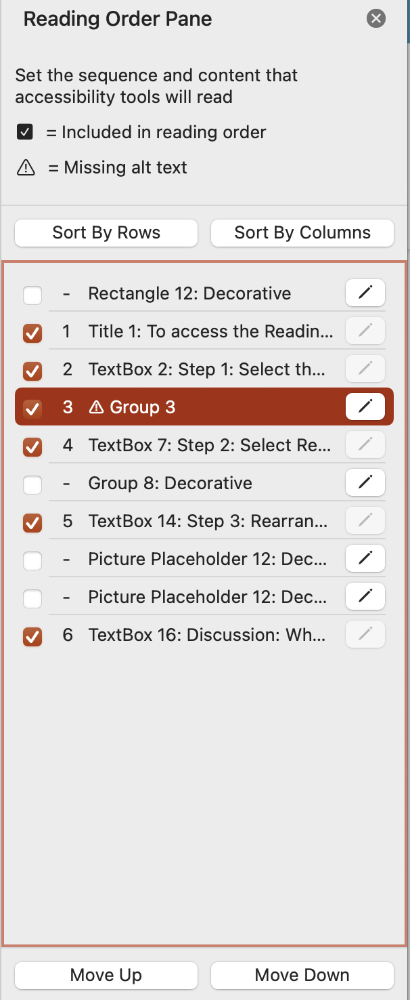 Reading Order Pane
Set the sequence and content that
accessibility tools will read
= Included in reading order
= Missing alt text
Sort By Rows
Sort By Columns
- Rectangle 12: Decorative
1 Title 1: To access the Readin...
2 TextBox 2: Step 1: Select th...
3 Group 3
4 TextBox 7: Step 2: Select Re...
- Group 8: Decorative
5 TextBox 14: Step 3: Rearran...
- Picture Placeholder 12: Dec...
- Picture Placeholder 12: Dec...
6 TextBox 16: Discussion: Wh...
Move Up
Move Down